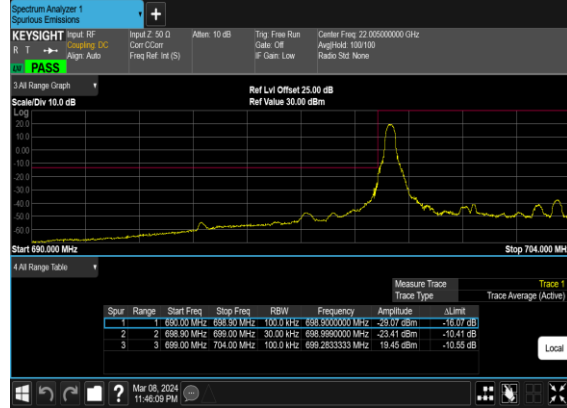 Spectrum Analyzer 1
Spurious Emissions
+
KEYSIGHT Input: RF Input Z: 50 Ω Atten: 10 dB Trig: Free Run Center Freq: 22.005000000 GHz
R T Coupling: DC Corr CCorr Gate: Off Avg|Hold: 100/100
Align: Auto Freq Ref: Int (S) IF Gain: Low Radio Std: None
PASS
3 All Range Graph
Ref Lvl Offset 25.00 dB
Scale/Div 10.0 dB Ref Value 30.00 dBm
Log
20.0
10.0
0.00
-10.0
-20.0
-30.0
-40.0
-50.0
-60.0
Start 690.000 MHz Stop 704.000 MH
4 All Range Table
Measure Trace Trace 1
Trace Type Trace Average (Active)
Spur Range Start Freq Stop Freq RBW Frequency Amplitude ΔLimit
1 1 690.00 MHz 698.90 MHz 100.0 kHz 698.9000000 MHz -29.07 dBm -16.07 dB
2 2 698.90 MHz 699.00 MHz 30.00 kHz 698.9990000 MHz -23.41 dBm -10.41 dB
3 3 699.00 MHz 704.00 MHz 100.0 kHz 699.2833333 MHz 19.45 dBm -10.55 dB
Local
? Mar 08, 2024
11:46:09 PM